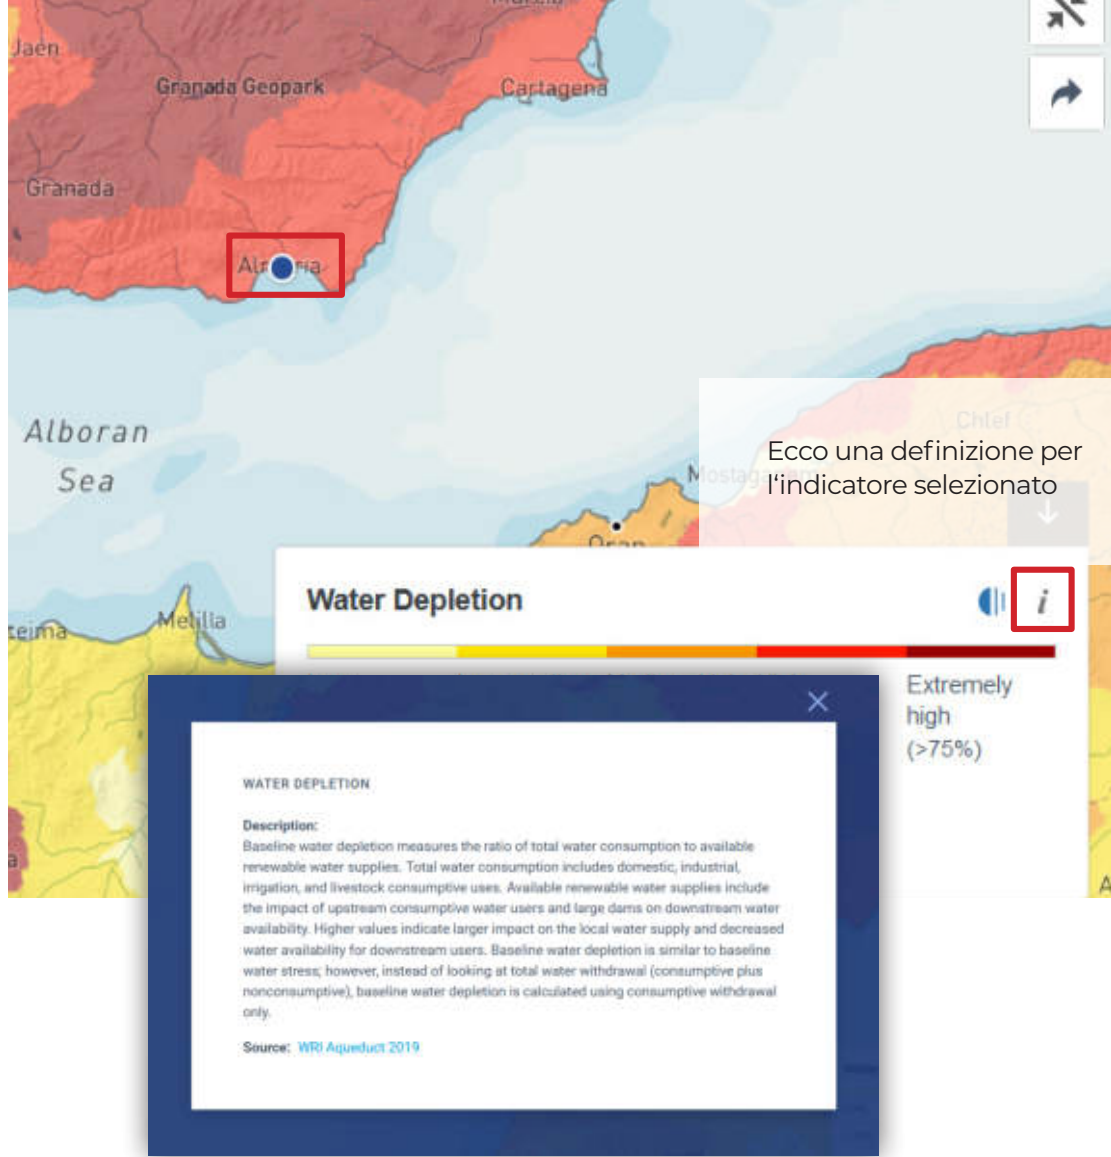 Jaén
Granada Geopark
Cartagena
Granada
Almería
Alboran
Sea
Chlef
Ecco una definizione per
l'indicatore selezionato
Mostaganem
Oran
Water Depletion
i
Melilla
Extremely
high
(>75%)
WATER DEPLETION
Description:
Baseline water depletion measures the ratio of total water consumption to available
renewable water supplies. Total water consumption includes domestic, industrial,
irrigation, and livestock consumptive uses. Available renewable water supplies include
the impact of upstream consumptive water users and large dams on downstream water
availability. Higher values indicate larger impact on the local water supply and decreased
water availability for downstream users. Baseline water depletion is similar to baseline
water stress; however, instead of looking at total water withdrawal (consumptive plus
nonconsumptive), baseline water depletion is calculated using consumptive withdrawal
only.
Source: WRI Aqueduct 2019